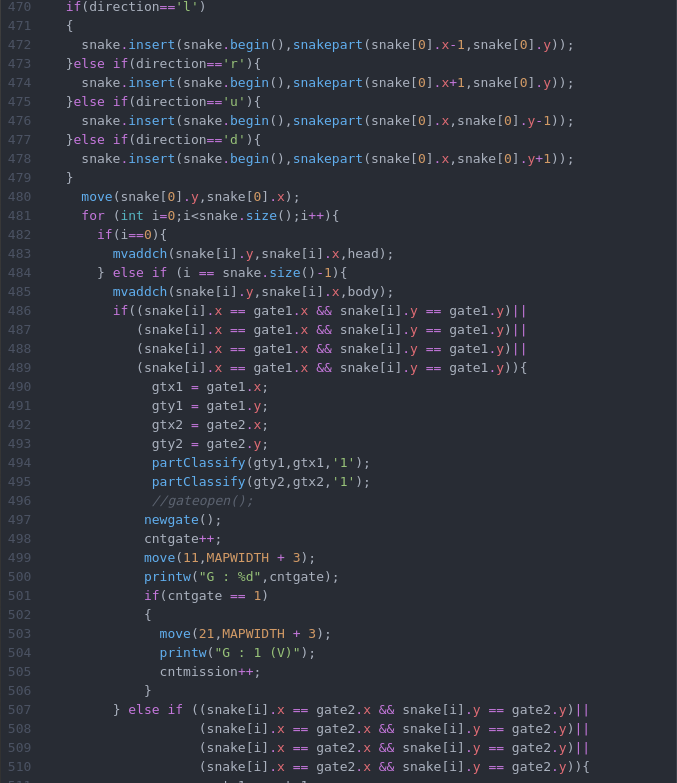 470 if(direction=='l')
471 {
472 snake.insert(snake.begin(),snakepart(snake[0].x-1,snake[0].y));
473 }else if(direction=='r'){
474 snake.insert(snake.begin(),snakepart(snake[0].x+1,snake[0].y));
475 }else if(direction=='u'){
476 snake.insert(snake.begin(),snakepart(snake[0].x,snake[0].y-1));
477 }else if(direction=='d'){
478 snake.insert(snake.begin(),snakepart(snake[0].x,snake[0].y+1));
479 }
480 move(snake[0].y,snake[0].x);
481 for (int i=0;i<snake.size();i++){
482 if(i==0){
483 mvaddch(snake[i].y,snake[i].x,head);
484 } else if (i == snake.size()-1){
485 mvaddch(snake[i].y,snake[i].x,body);
486 if((snake[i].x == gate1.x && snake[i].y == gate1.y)||
487 (snake[i].x == gate1.x && snake[i].y == gate1.y)||
488 (snake[i].x == gate1.x && snake[i].y == gate1.y)||
489 (snake[i].x == gate1.x && snake[i].y == gate1.y)){
490 gtx1 = gate1.x;
491 gty1 = gate1.y;
492 gtx2 = gate2.x;
493 gty2 = gate2.y;
494 partClassify(gty1,gtx1,'1');
495 partClassify(gty2,gtx2,'1');
496 //gateopen();
497 newgate();
498 cntgate++;
499 move(11,MAPWIDTH + 3);
500 printw("G : %d",cntgate);
501 if(cntgate == 1)
502 {
503 move(21,MAPWIDTH + 3);
504 printw("G : 1 (V)");
505 cntmission++;
506 }
507 } else if ((snake[i].x == gate2.x && snake[i].y == gate2.y)||
508 (snake[i].x == gate2.x && snake[i].y == gate2.y)||
509 (snake[i].x == gate2.x && snake[i].y == gate2.y)||
510 (snake[i].x == gate2.x && snake[i].y == gate2.y)){